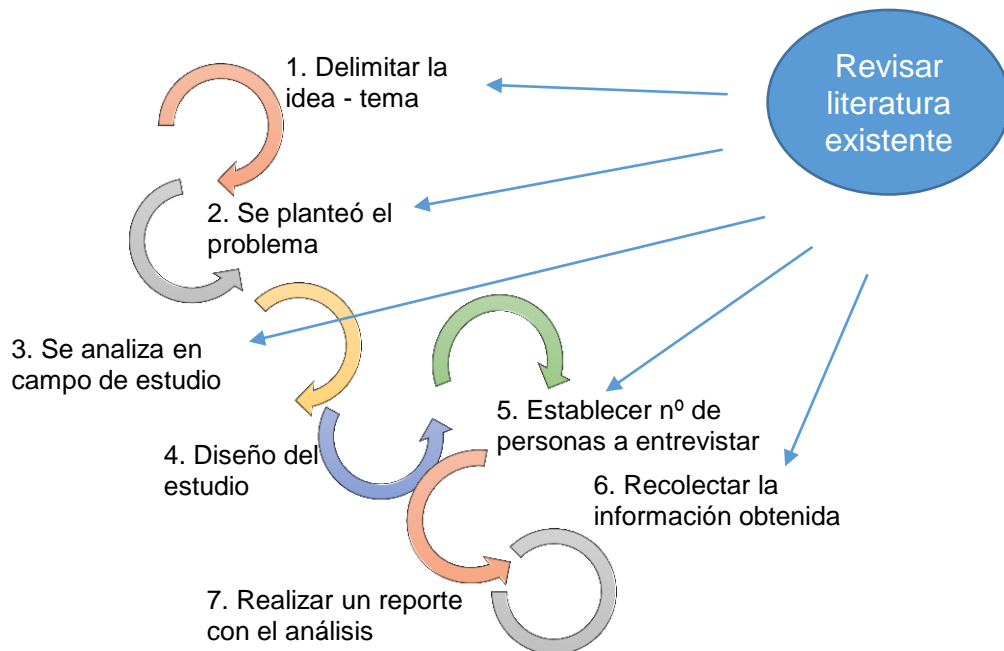 Revisar
literatura
existente
1. Delimitar la
idea - tema
2. Se planteó el
problema
3. Se analiza en
campo de estudio
4. Diseño del
estudio
5. Establecer nº de
personas a entrevistar
6. Recolectar la
información obtenida
7. Realizar un reporte
con el análisis